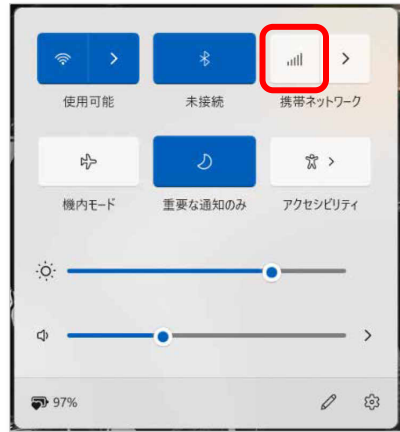 使用可能
未接続
携帯ネットワーク
機内モード
重要な通知のみ
アクセシビリティ
97%